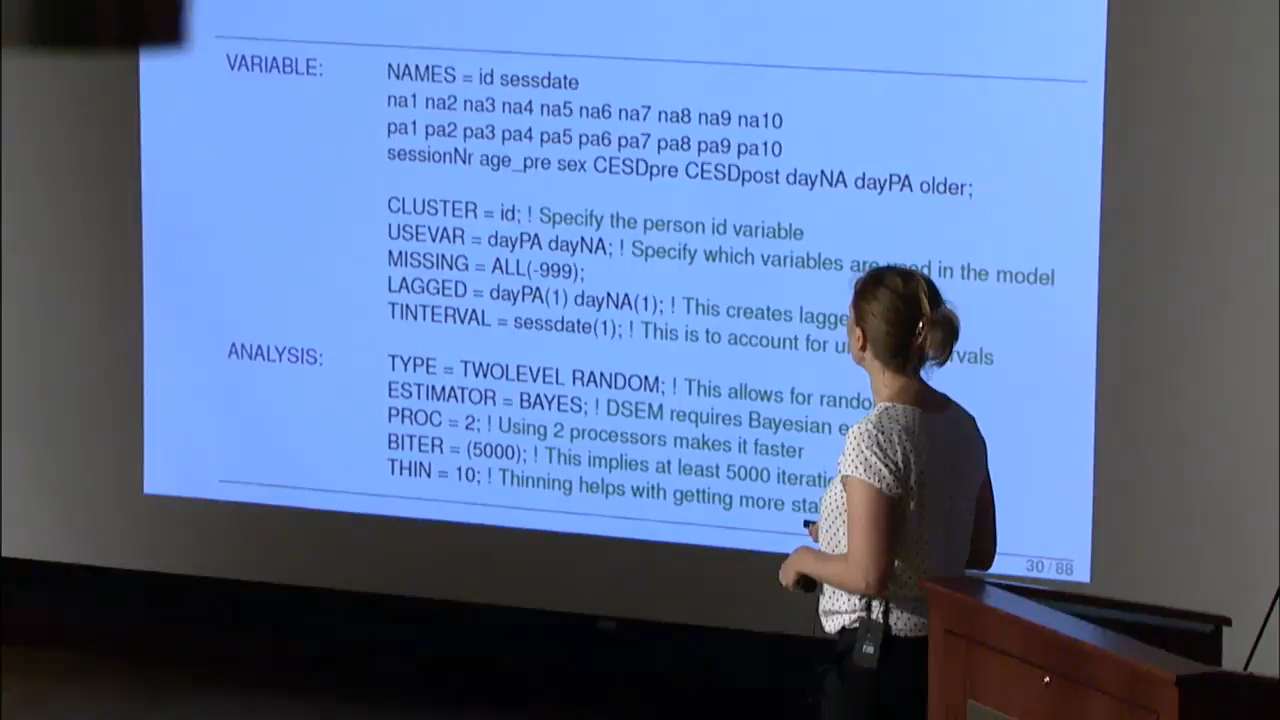 VARIABLE: NAMES = id sessdate
na1 na2 na3 na4 na5 na6 na7 na8 na9 na10
pa1 pa2 pa3 pa4 pa5 pa6 pa7 pa8 pa9 pa10
sessionNr age_pre sex CESDpre CESDpost dayNA dayPA older;
CLUSTER = id; ! Specify the person id variable
USEVAR = dayPA dayNA; ! Specify which variables are used in the model
MISSING = ALL(-999);
LAGGED = dayPA(1) dayNA(1); ! This creates
TINTERVAL = sessdate(1); ! This is to account for
ANALYSIS: TYPE = TWOLEVEL RANDOM; ! This allows for
ESTIMATOR = BAYES; ! DSEM requires Bayesian
PROC = 2; ! Using 2 processors makes it faster
BITER = (5000); ! This implies at least 5000
THIN = 10; ! Thinning helps with getting more
30 / 88